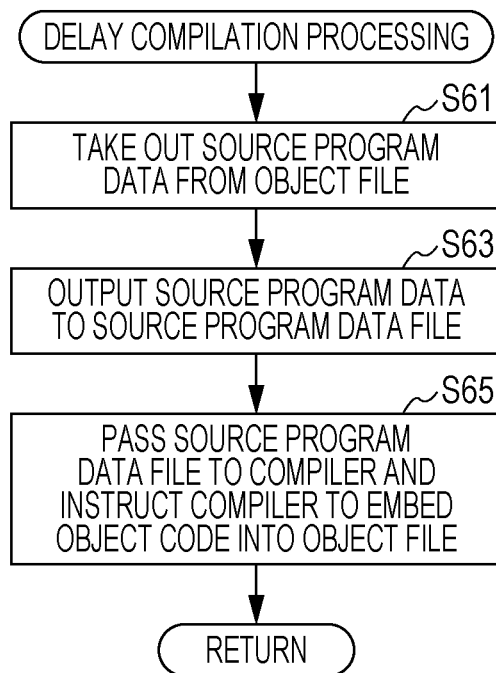 DELAY COMPILATION PROCESSING
S61
TAKE OUT SOURCE PROGRAM
DATA FROM OBJECT FILE
S63
OUTPUT SOURCE PROGRAM DATA
TO SOURCE PROGRAM DATA FILE
S65
PASS SOURCE PROGRAM
DATA FILE TO COMPILER AND
INSTRUCT COMPILER TO EMBED
OBJECT CODE INTO OBJECT FILE
RETURN